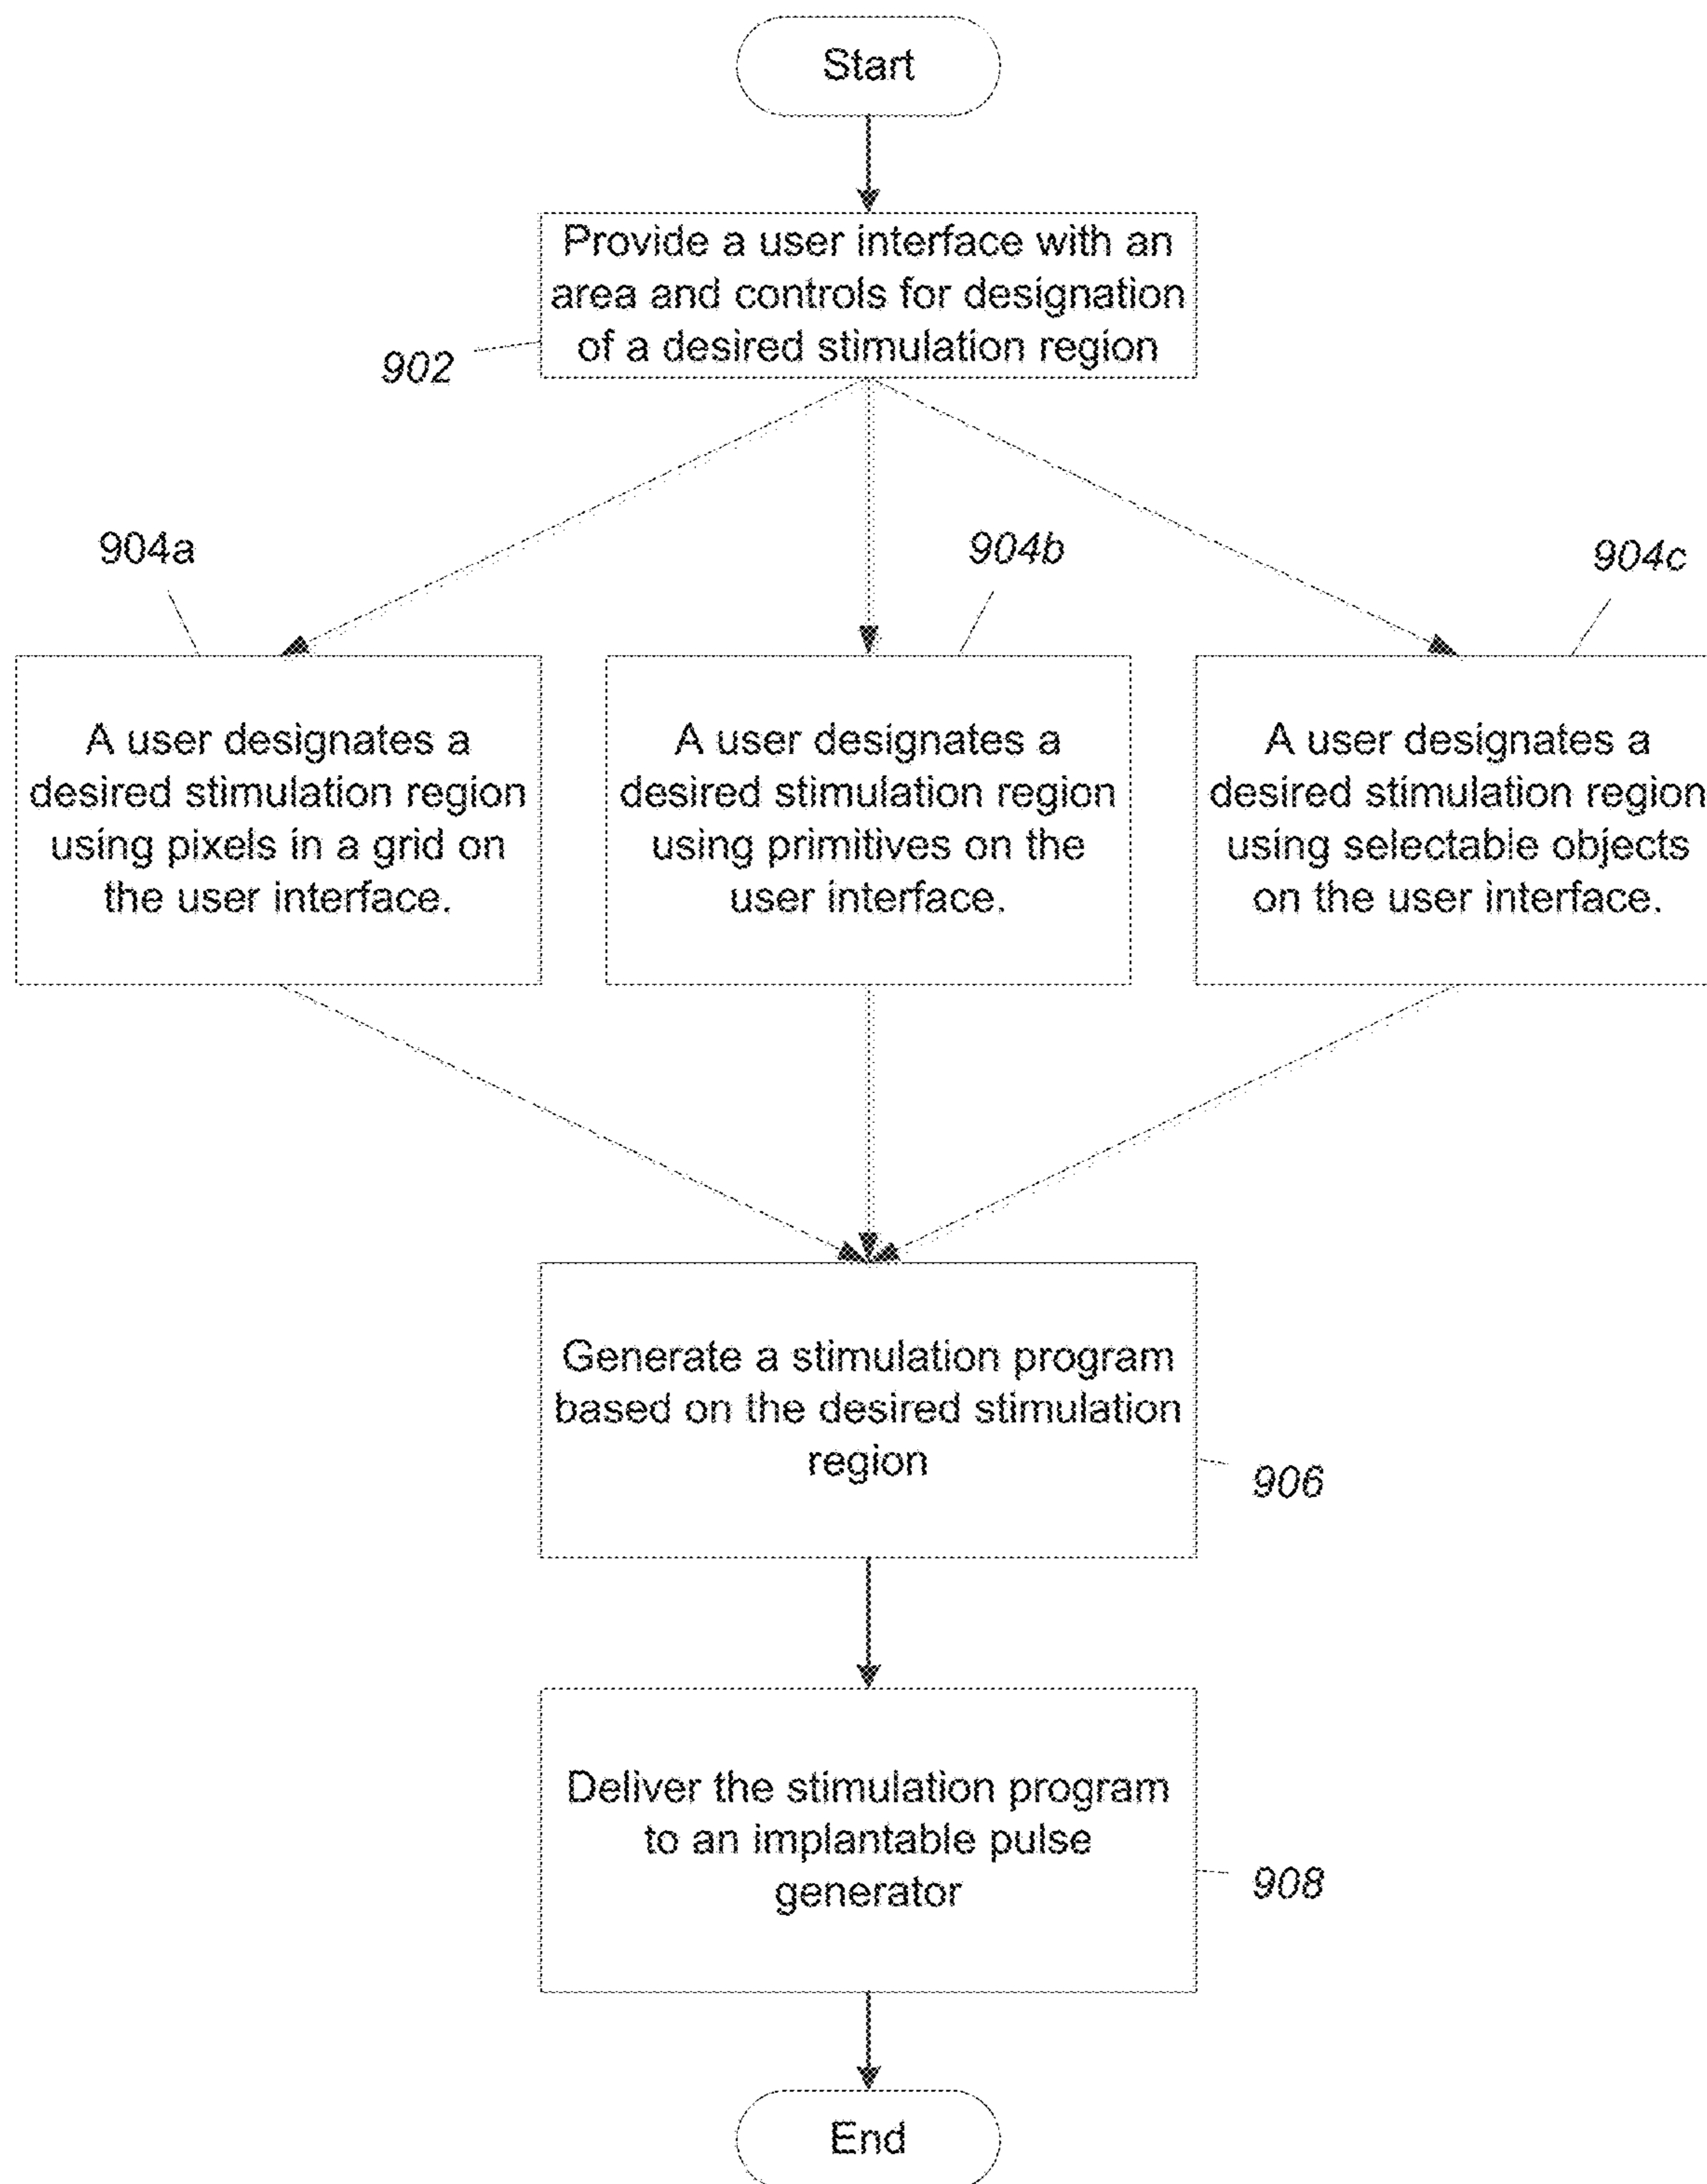 Start
Provide a user interface with an
area and controls for designation
of a desired stimulation region
902
904a
904b
904c
A user designates a
desired stimulation region
using pixels in a grid on
the user interface.
A user designates a
desired stimulation region
using primitives on the
user interface.
A user designates a
desired stimulation region
using selectable objects
on the user interface.
Generate a stimulation program
based on the desired stimulation
region
906
Deliver the stimulation program
to an implantable pulse
generator
908
End